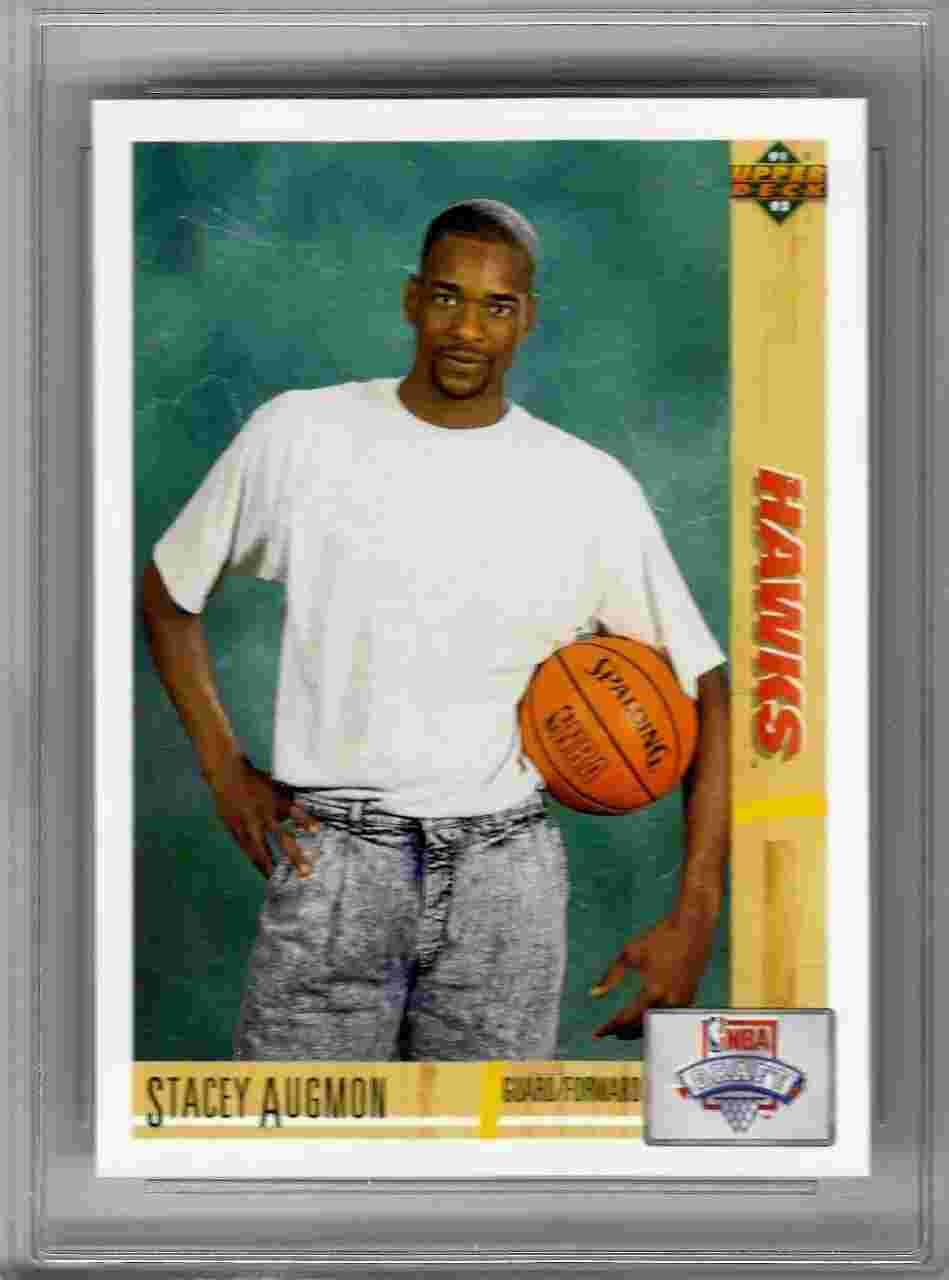 91
UPPER
DECK
92
HAWKS
SPALDING
STACEY AUGMON
GUARD/FORWARD
NBA
DRAFT